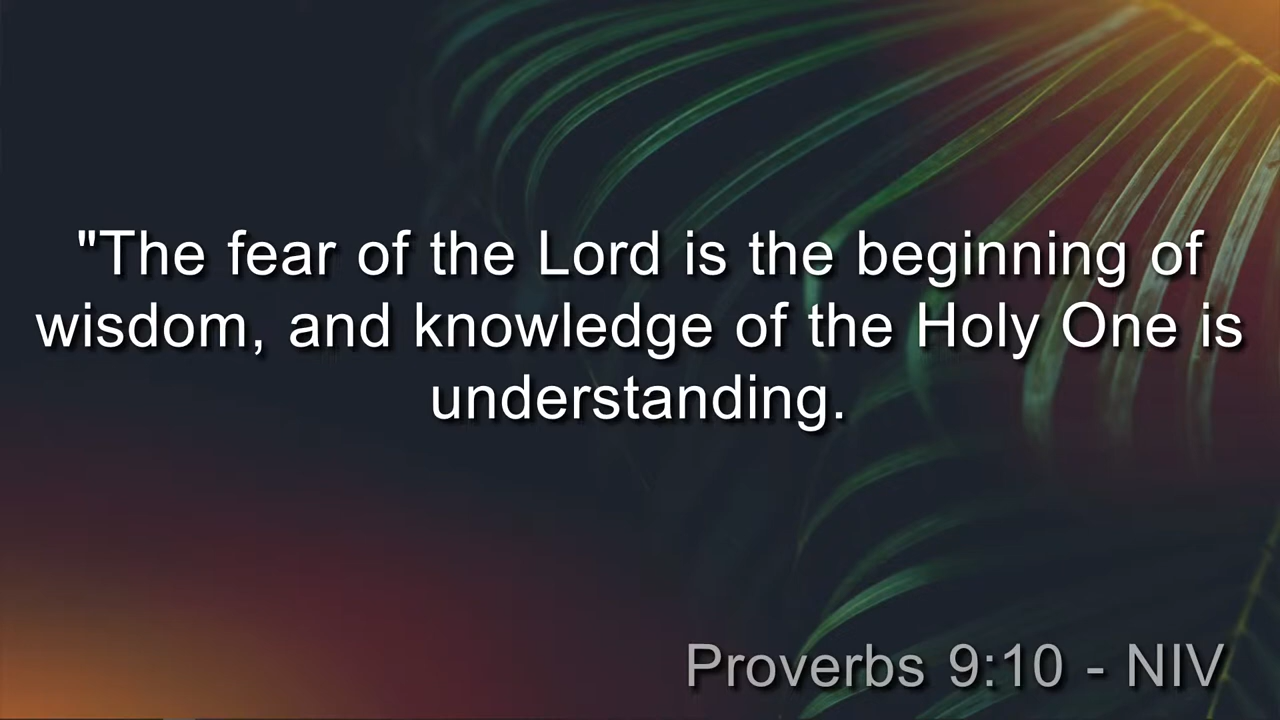 "The fear of the Lord is the beginning of
wisdom, and knowledge of the Holy One is
understanding.
Proverbs 9:10 - NIV